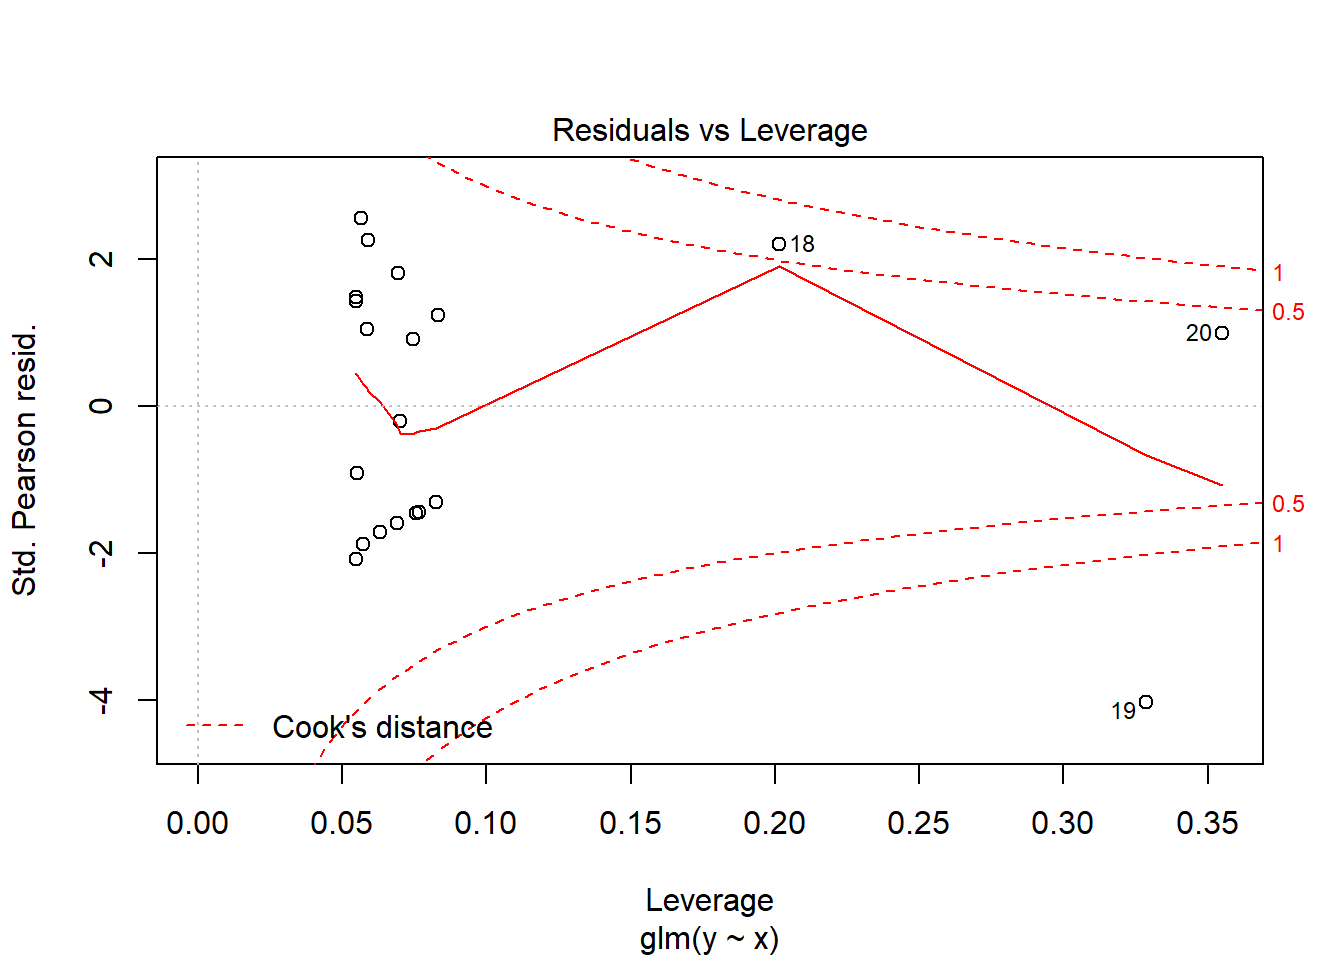 Residuals vs Leverage
Std. Pearson resid.
2
0
-2
-4
18
20
19
1
0.5
0.5
1
Cook's distance
0.00 0.05 0.10 0.15 0.20 0.25 0.30 0.35
Leverage
glm(y ~ x)